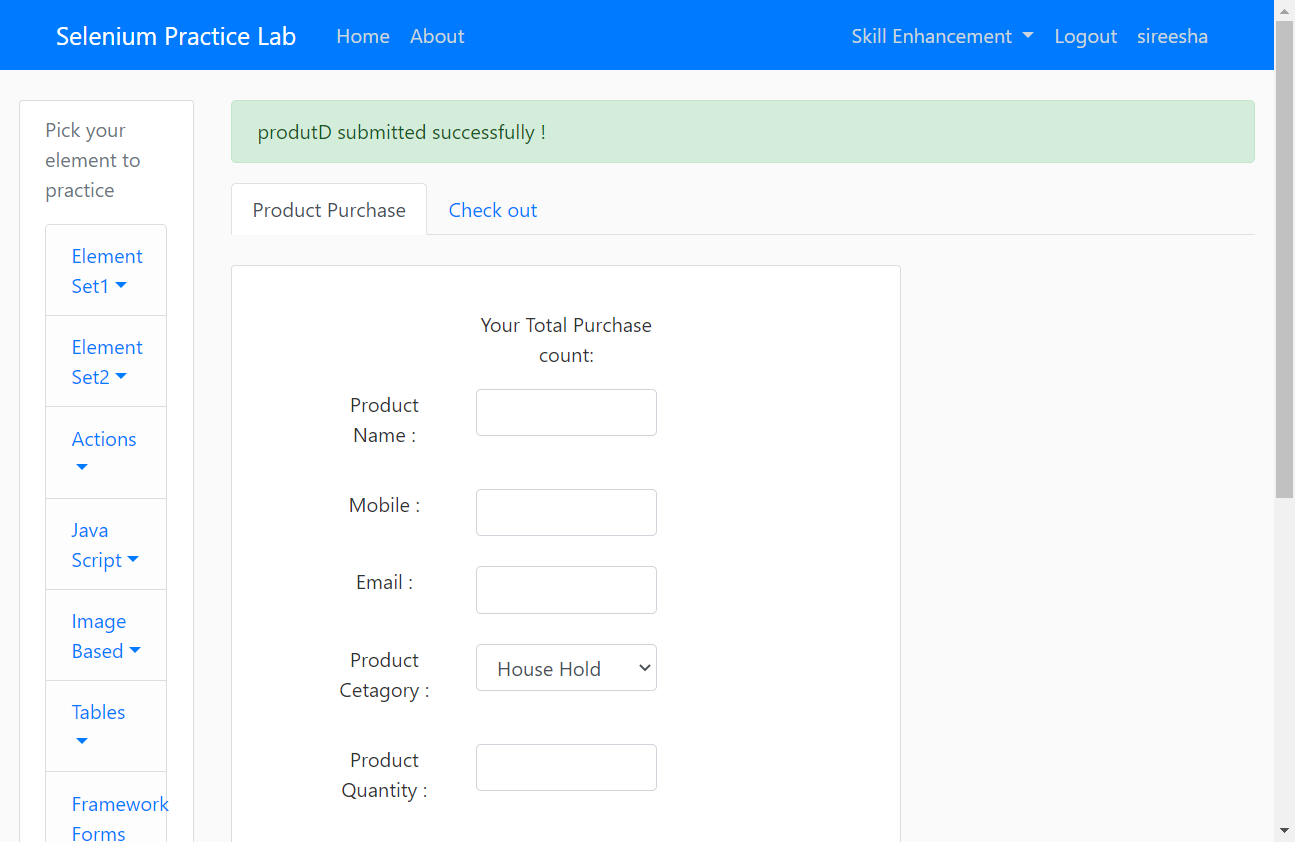 Selenium Practice Lab Home About Skill Enhancement Logout sireesha
Pick your
element to
practice
Element
Set1
Element
Set2
Actions
Java
Script
Image
Based
Tables
Framework
Forms
produtD submitted successfully !
Product Purchase Check out
Your Total Purchase
count:
Product
Name :
Mobile :
Email :
Product
Cetagory :
House Hold
Product
Quantity :